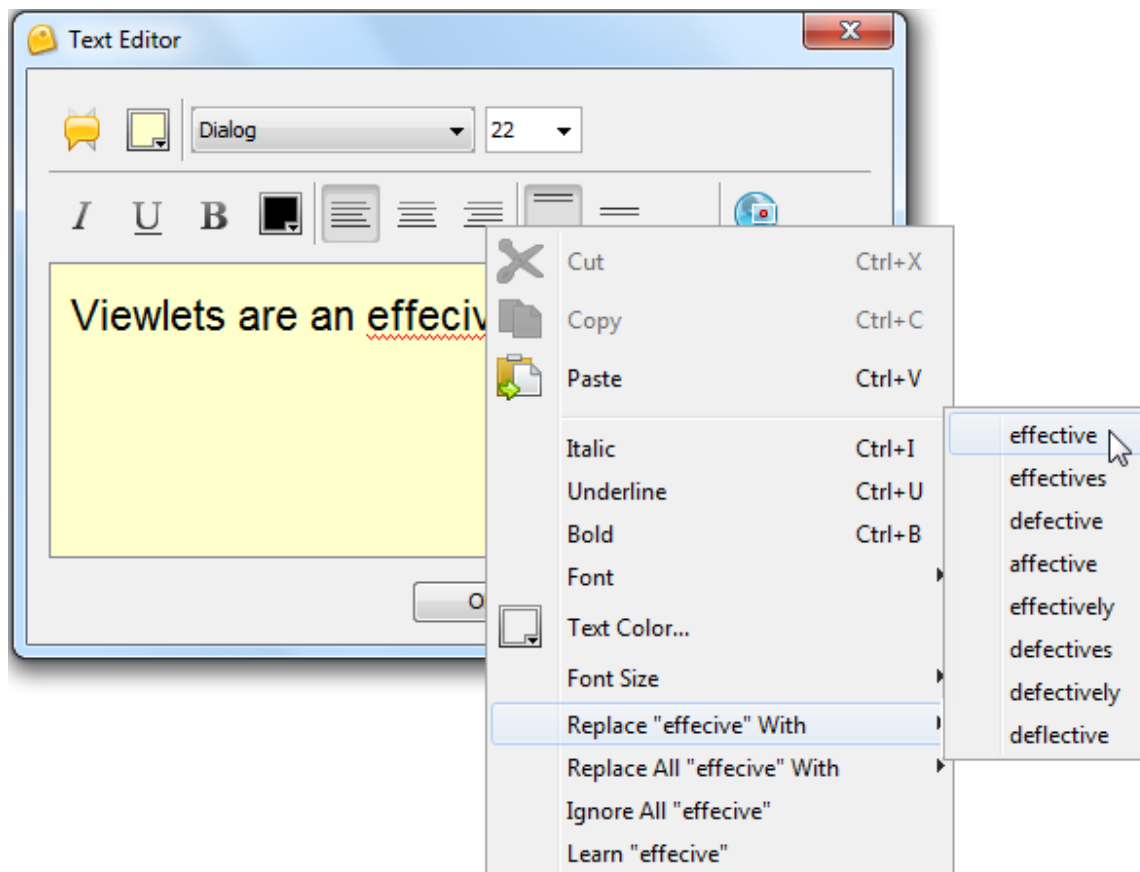 Text Editor
Dialog
22
I U B
Viewlets are an effeciv
Cut Ctrl+X
Copy Ctrl+C
Paste Ctrl+V
Italic Ctrl+I
Underline Ctrl+U
Bold Ctrl+B
Font
Text Color...
Font Size
Replace "effecive" With
Replace All "effecive" With
Ignore All "effecive"
Learn "effecive"
effective
effectives
defective
affective
effectively
defectives
defectively
deflective